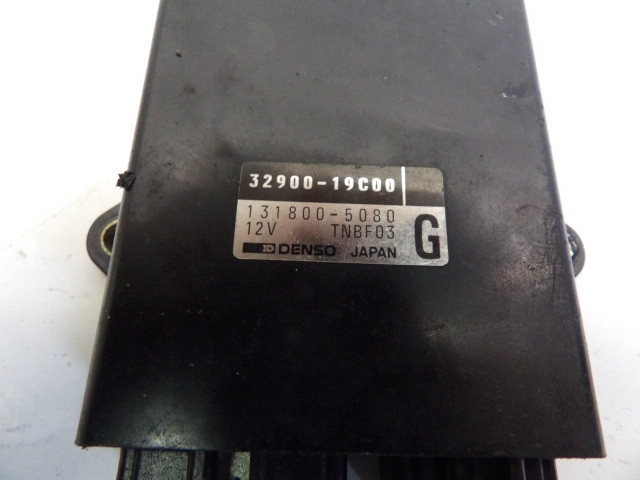 32900-19C00
131800-5080
12V TNBF03
DENSO JAPAN
G